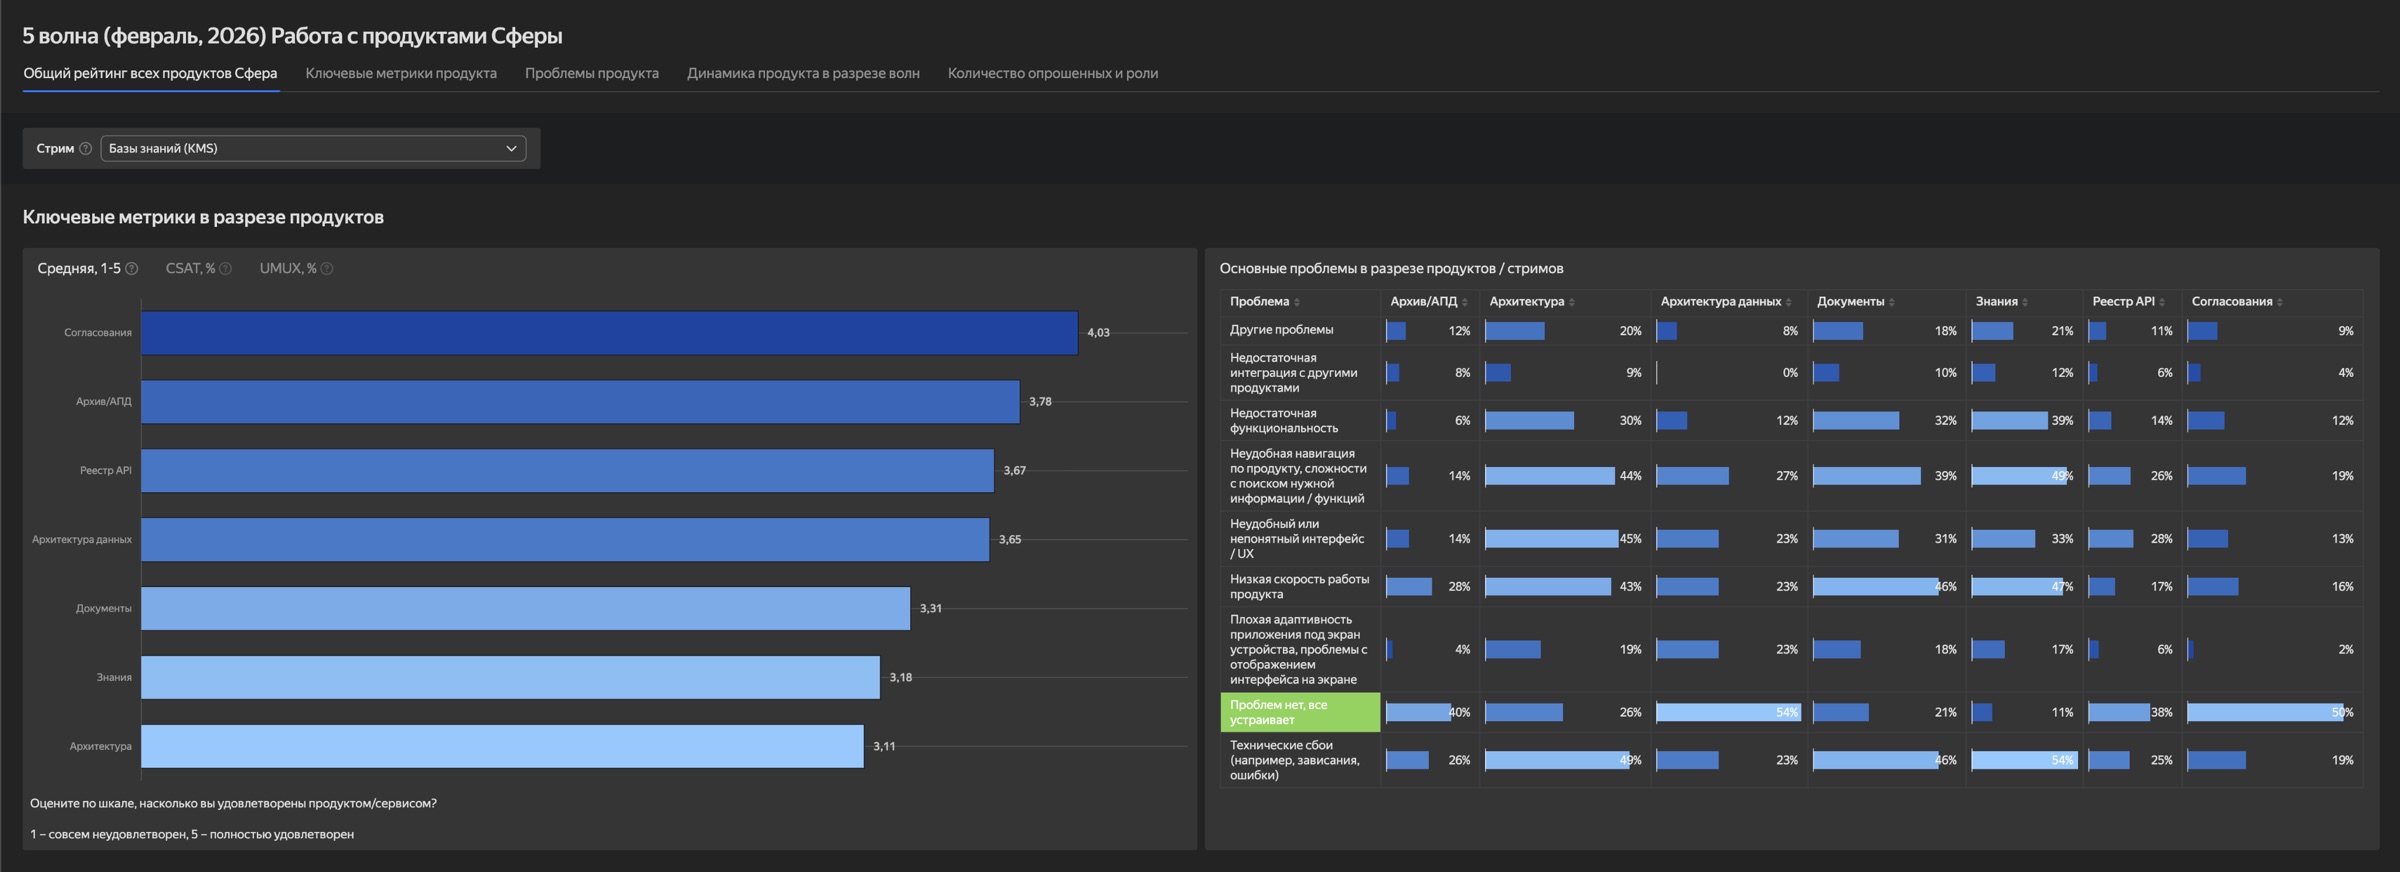 5 волна (февраль, 2026) Работа с продуктами Сферы
Общий рейтинг всех продуктов Сфера Ключевые метрики продукта Проблемы продукта Динамика продукта в разрезе волн Количество опрошенных и роли
Стрим Базы знаний (KMS)
Ключевые метрики в разрезе продуктов
Средняя, 1-5 CSAT, % UMUX, %
Согласования 4,03
Архив/АПД 3,78
Реестр API 3,67
Архитектура данных 3,65
Документы 3,31
Знания 3,18
Архитектура 3,11
Оцените по шкале, насколько вы удовлетворены продуктом/сервисом?
1 – совсем неудовлетворен, 5 – полностью удовлетворен
Основные проблемы в разрезе продуктов / стримов
Проблема Архив/АПД Архитектура Архитектура данных Документы Знания Реестр API Согласования
Другие проблемы 12% 20% 8% 18% 21% 11% 9%
Недостаточная
интеграция с другими 8% 9% 0% 10% 12% 6% 4%
продуктами
Недостаточная
функциональность 6% 30% 12% 32% 39% 14% 12%
Неудобная навигация
по продукту, сложности
с поиском нужной 14% 44% 27% 39% 49% 26% 19%
информации / функций
Неудобный или
непонятный интерфейс 14% 45% 23% 31% 33% 28% 13%
/ UX
Низкая скорость работы
продукта 28% 43% 23% 46% 47% 17% 16%
Плохая адаптивность
приложения под экран
устройства, проблемы с 4% 19% 23% 18% 17% 6% 2%
отображением
интерфейса на экране
Проблем нет, все
устраивает 40% 26% 54% 21% 11% 38% 50%
Технические сбои
(например, зависания, 26% 49% 23% 46% 54% 25% 19%
ошибки)